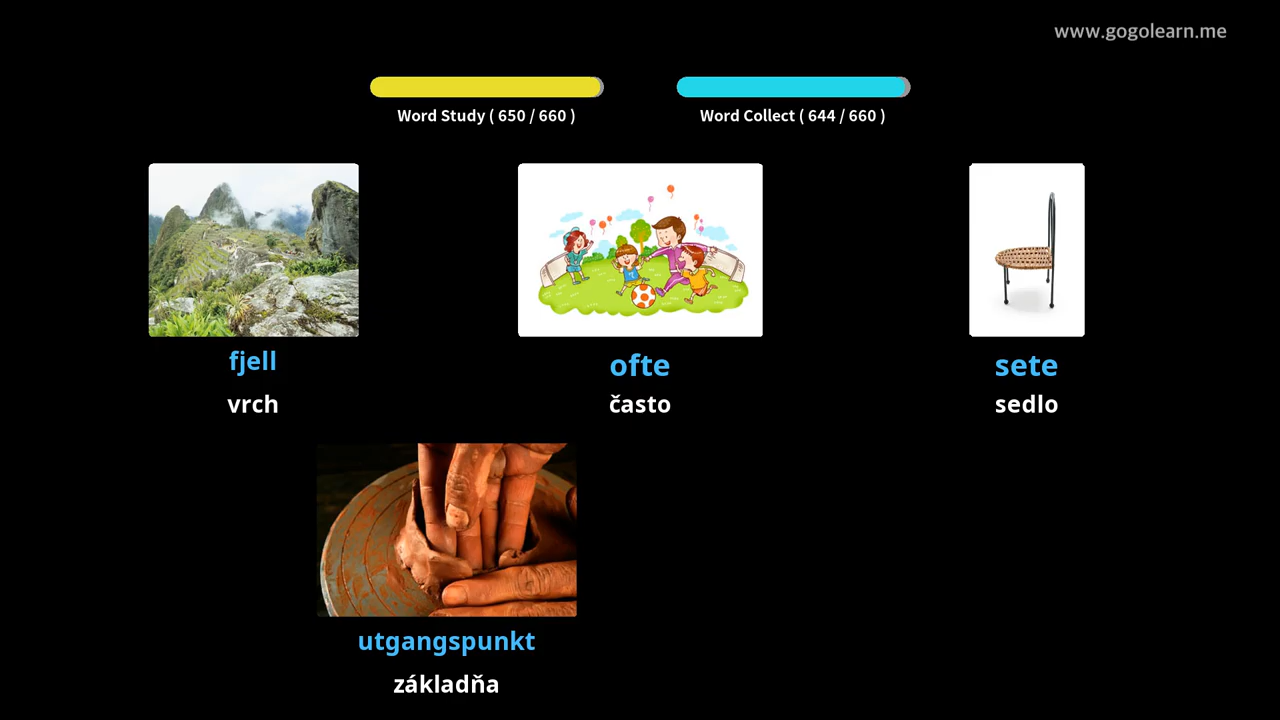 www.gogolearn.me
Word Study ( 650 / 660 )
Word Collect ( 644 / 660 )
fjell
ofte
sete
vrch
často
sedlo
utgangspunkt
základňa